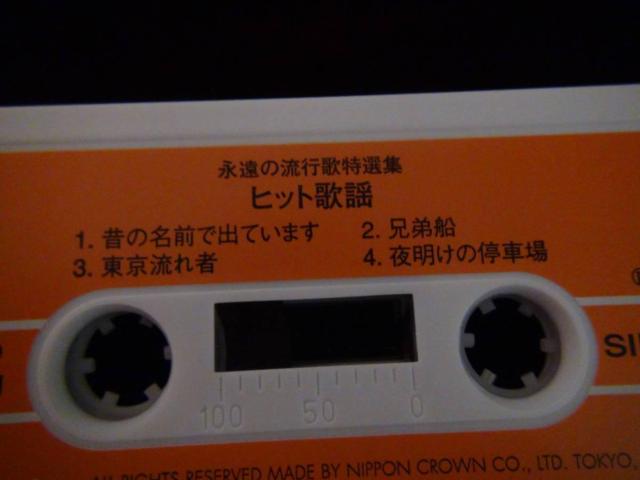 永遠の流行歌特選集
ヒット歌謡
1. 昔の名前で出ています 2. 兄弟船
3. 東京流れ者 4. 夜明けの停車場
100 50 0
ALL RIGHTS RESERVED MADE BY NIPPON CROWN CO., LTD. TOKYO,